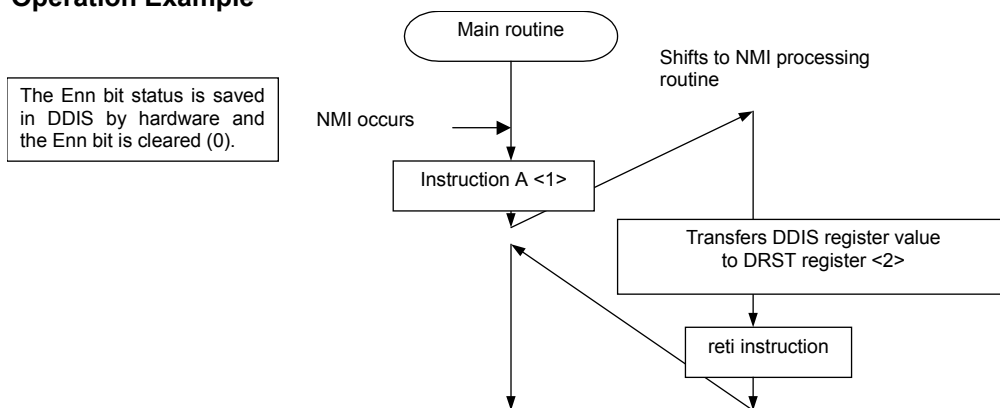 Operation Example
Main routine
Shifts to NMI processing
routine
The Enn bit status is saved
in DDIS by hardware and
the Enn bit is cleared (0).
NMI occurs
Instruction A <1>
Transfers DDIS register value
to DRST register <2>
reti instruction